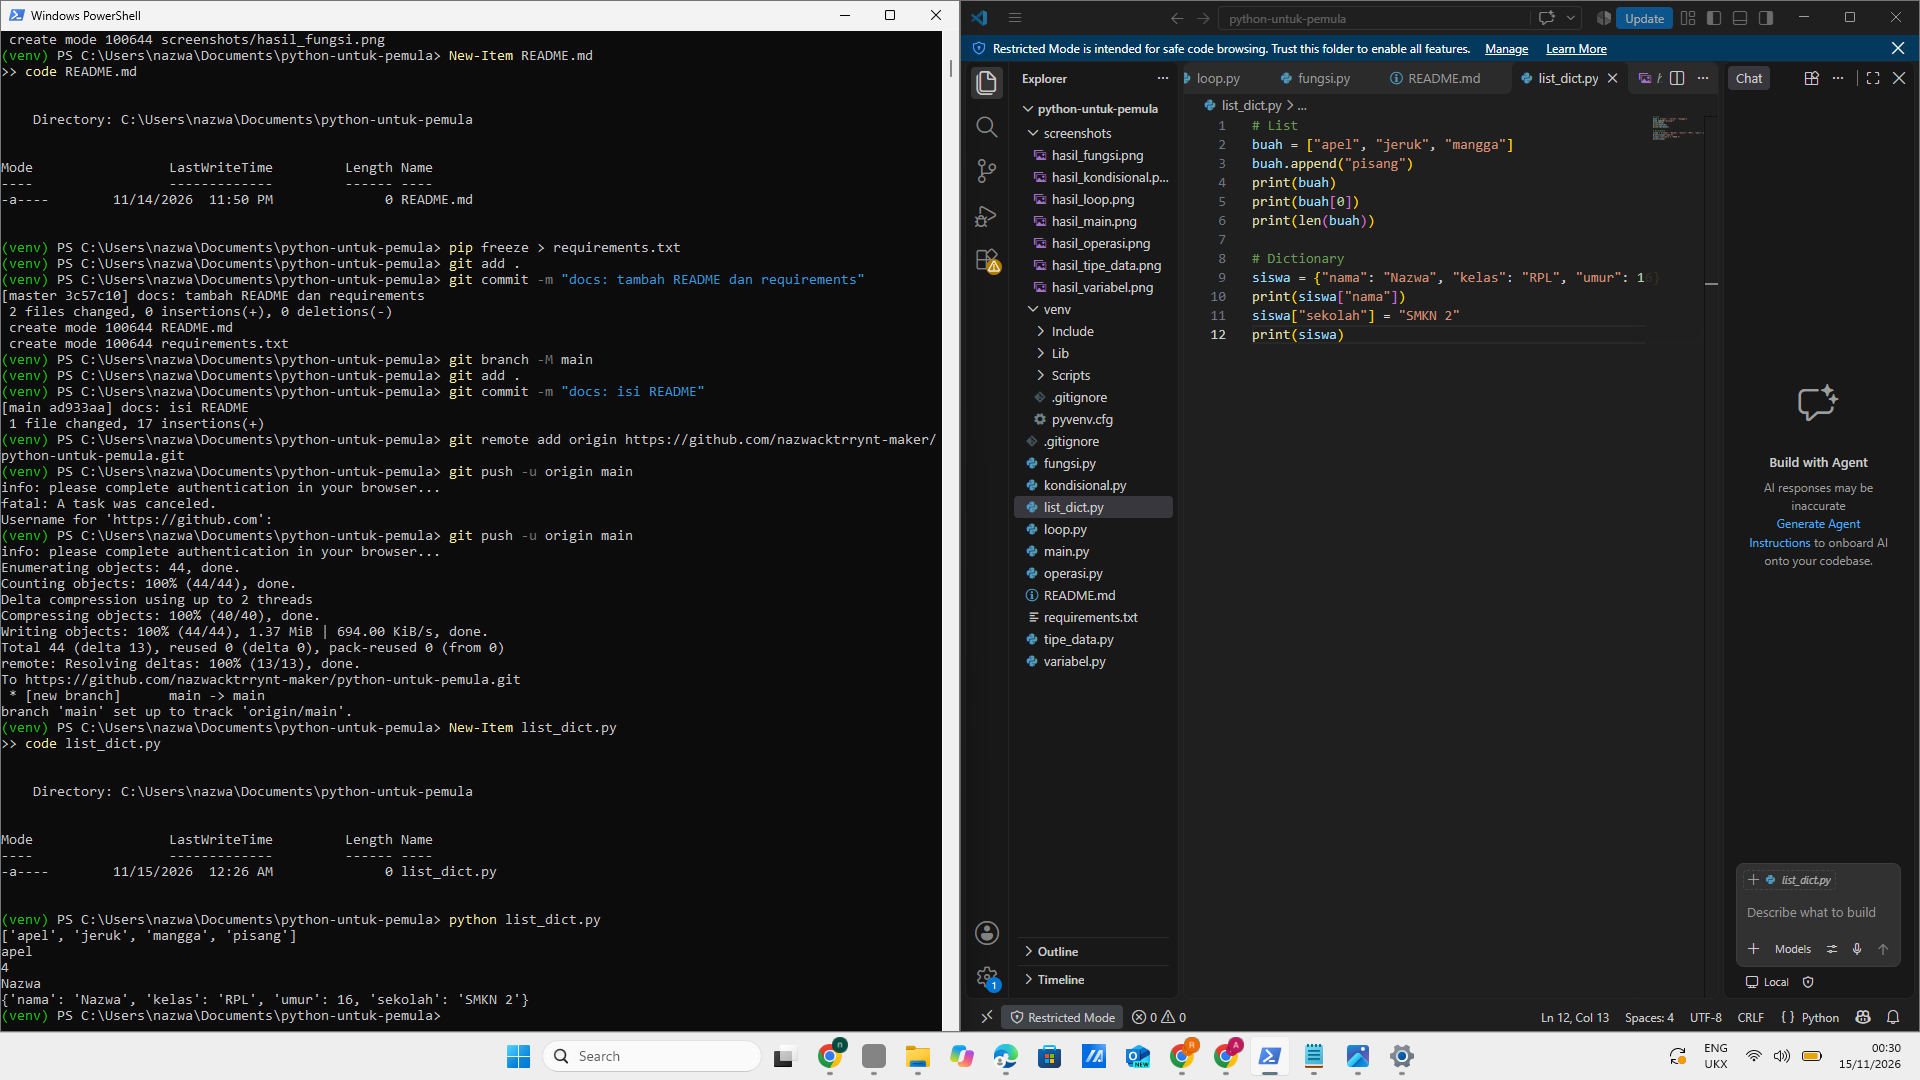 Windows PowerShell
 create mode 100644 screenshots/hasil_fungsi.png
(venv) PS C:\Users\nazwa\Documents\python-untuk-pemula> New-Item README.md
>> code README.md
    Directory: C:\Users\nazwa\Documents\python-untuk-pemula
Mode                 LastWriteTime         Length Name
----                 -------------         ------ ----
-a----        11/14/2026  11:50 PM              0 README.md
(venv) PS C:\Users\nazwa\Documents\python-untuk-pemula> pip freeze > requirements.txt
(venv) PS C:\Users\nazwa\Documents\python-untuk-pemula> git add .
(venv) PS C:\Users\nazwa\Documents\python-untuk-pemula> git commit -m "docs: tambah README dan requirements"
[master 3c57c10] docs: tambah README dan requirements
 2 files changed, 0 insertions(+), 0 deletions(-)
 create mode 100644 README.md
 create mode 100644 requirements.txt
(venv) PS C:\Users\nazwa\Documents\python-untuk-pemula> git branch -M main
(venv) PS C:\Users\nazwa\Documents\python-untuk-pemula> git add .
(venv) PS C:\Users\nazwa\Documents\python-untuk-pemula> git commit -m "docs: isi README"
[main ad933aa] docs: isi README
 1 file changed, 17 insertions(+)
(venv) PS C:\Users\nazwa\Documents\python-untuk-pemula> git remote add origin https://github.com/nazwacktrrynt-maker/
python-untuk-pemula.git
(venv) PS C:\Users\nazwa\Documents\python-untuk-pemula> git push -u origin main
info: please complete authentication in your browser...
fatal: A task was canceled.
Username for 'https://github.com':
(venv) PS C:\Users\nazwa\Documents\python-untuk-pemula> git push -u origin main
info: please complete authentication in your browser...
Enumerating objects: 44, done.
Counting objects: 100% (44/44), done.
Delta compression using up to 2 threads
Compressing objects: 100% (40/40), done.
Writing objects: 100% (44/44), 1.37 MiB | 694.00 KiB/s, done.
Total 44 (delta 13), reused 0 (delta 0), pack-reused 0 (from 0)
remote: Resolving deltas: 100% (13/13), done.
To https://github.com/nazwacktrrynt-maker/python-untuk-pemula.git
 * [new branch]      main -> main
branch 'main' set up to track 'origin/main'.
(venv) PS C:\Users\nazwa\Documents\python-untuk-pemula> New-Item list_dict.py
>> code list_dict.py
    Directory: C:\Users\nazwa\Documents\python-untuk-pemula
Mode                 LastWriteTime         Length Name
----                 -------------         ------ ----
-a----        11/15/2026  12:26 AM              0 list_dict.py
(venv) PS C:\Users\nazwa\Documents\python-untuk-pemula> python list_dict.py
['apel', 'jeruk', 'mangga', 'pisang']
apel
4
Nazwa
{'nama': 'Nazwa', 'kelas': 'RPL', 'umur': 16, 'sekolah': 'SMKN 2'}
(venv) PS C:\Users\nazwa\Documents\python-untuk-pemula>
python-untuk-pemula
Update
Restricted Mode is intended for safe code browsing. Trust this folder to enable all features. Manage Learn More
Explorer
python-untuk-pemula
screenshots
hasil_fungsi.png
hasil_kondisional.p...
hasil_loop.png
hasil_main.png
hasil_operasi.png
hasil_tipe_data.png
hasil_variabel.png
venv
Include
Lib
Scripts
.gitignore
pyvenv.cfg
.gitignore
fungsi.py
kondisional.py
list_dict.py
loop.py
main.py
operasi.py
README.md
requirements.txt
tipe_data.py
variabel.py
Outline
Timeline
loop.py fungsi.py README.md list_dict.py
list_dict.py > ...
1 # List
2 buah = ["apel", "jeruk", "mangga"]
3 buah.append("pisang")
4 print(buah)
5 print(buah[0])
6 print(len(buah))
7
8 # Dictionary
9 siswa = {"nama": "Nazwa", "kelas": "RPL", "umur": 16}
10 print(siswa["nama"])
11 siswa["sekolah"] = "SMKN 2"
12 print(siswa)
Chat
Build with Agent
AI responses may be
inaccurate
Generate Agent
Instructions to onboard AI
onto your codebase.
list_dict.py
Describe what to build
Models
Local
1
Restricted Mode 0 0
Ln 12, Col 13 Spaces: 4 UTF-8 CRLF { } Python
Search
n
NEW
R
A
ENG
UKX
00:30
15/11/2026